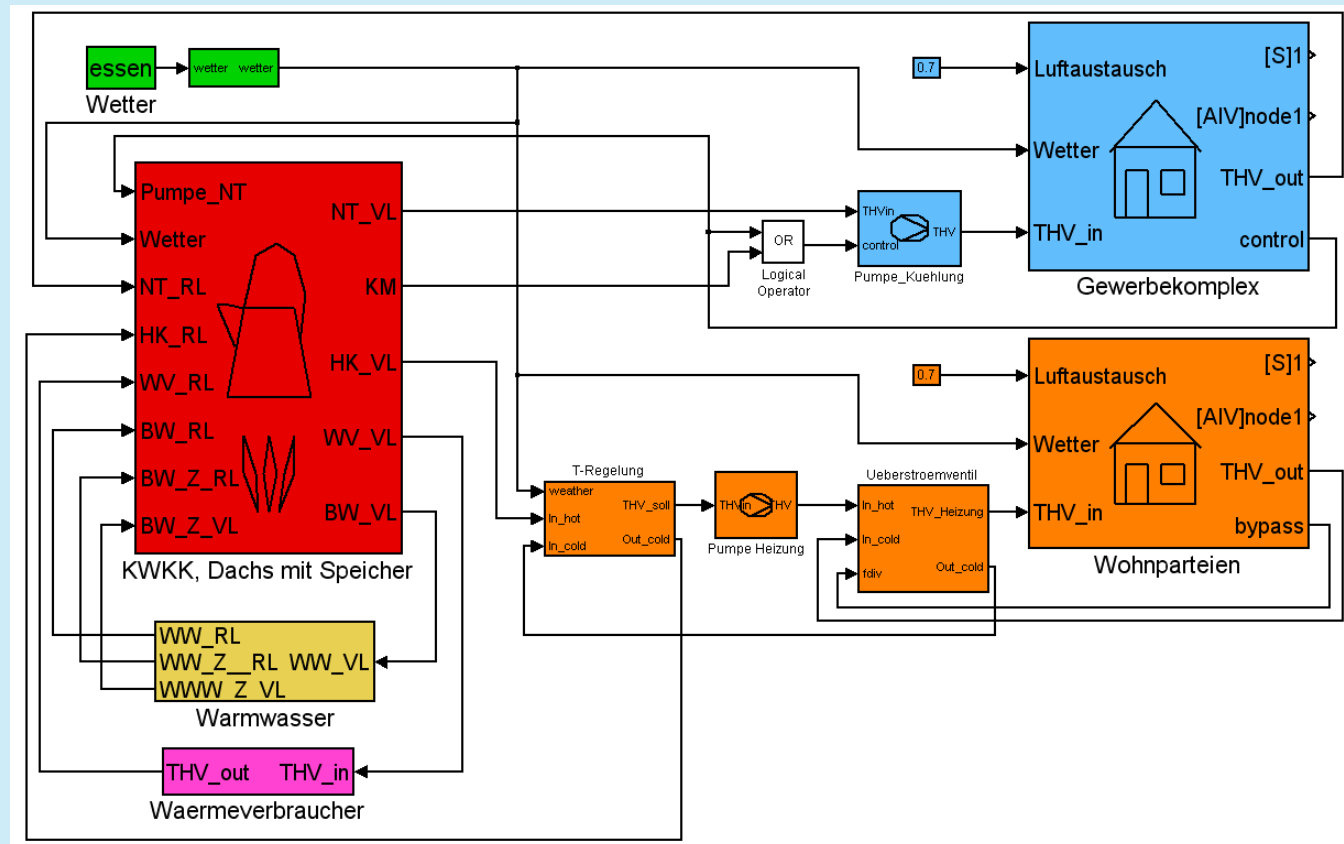 essen
Wetter
wetter wetter
0.7
Luftaustausch
Wetter
THV_in
[S]1
[AIV]node1
THV_out
control
Gewerbekomplex
Pumpe_NT
Wetter
NT_RL
HK_RL
WV_RL
BW_RL
BW_Z_RL
BW_Z_VL
NT_VL
KM
HK_VL
WV_VL
BW_VL
KWKK, Dachs mit Speicher
OR
Logical
Operator
THVin
control
THV
Pumpe_Kuehlung
0.7
Luftaustausch
Wetter
THV_in
[S]1
[AIV]node1
THV_out
bypass
Wohnparteien
T-Regelung
weather
In_hot
In_cold
THV_soll
Out_cold
THVin THV
Pumpe Heizung
Ueberstroemventil
In_hot
In_cold
fdiv
THV_Heizung
Out_cold
WW_RL
WW_Z__RL WW_VL
WWW_Z_VL
Warmwasser
THV_out THV_in
Waermeverbraucher